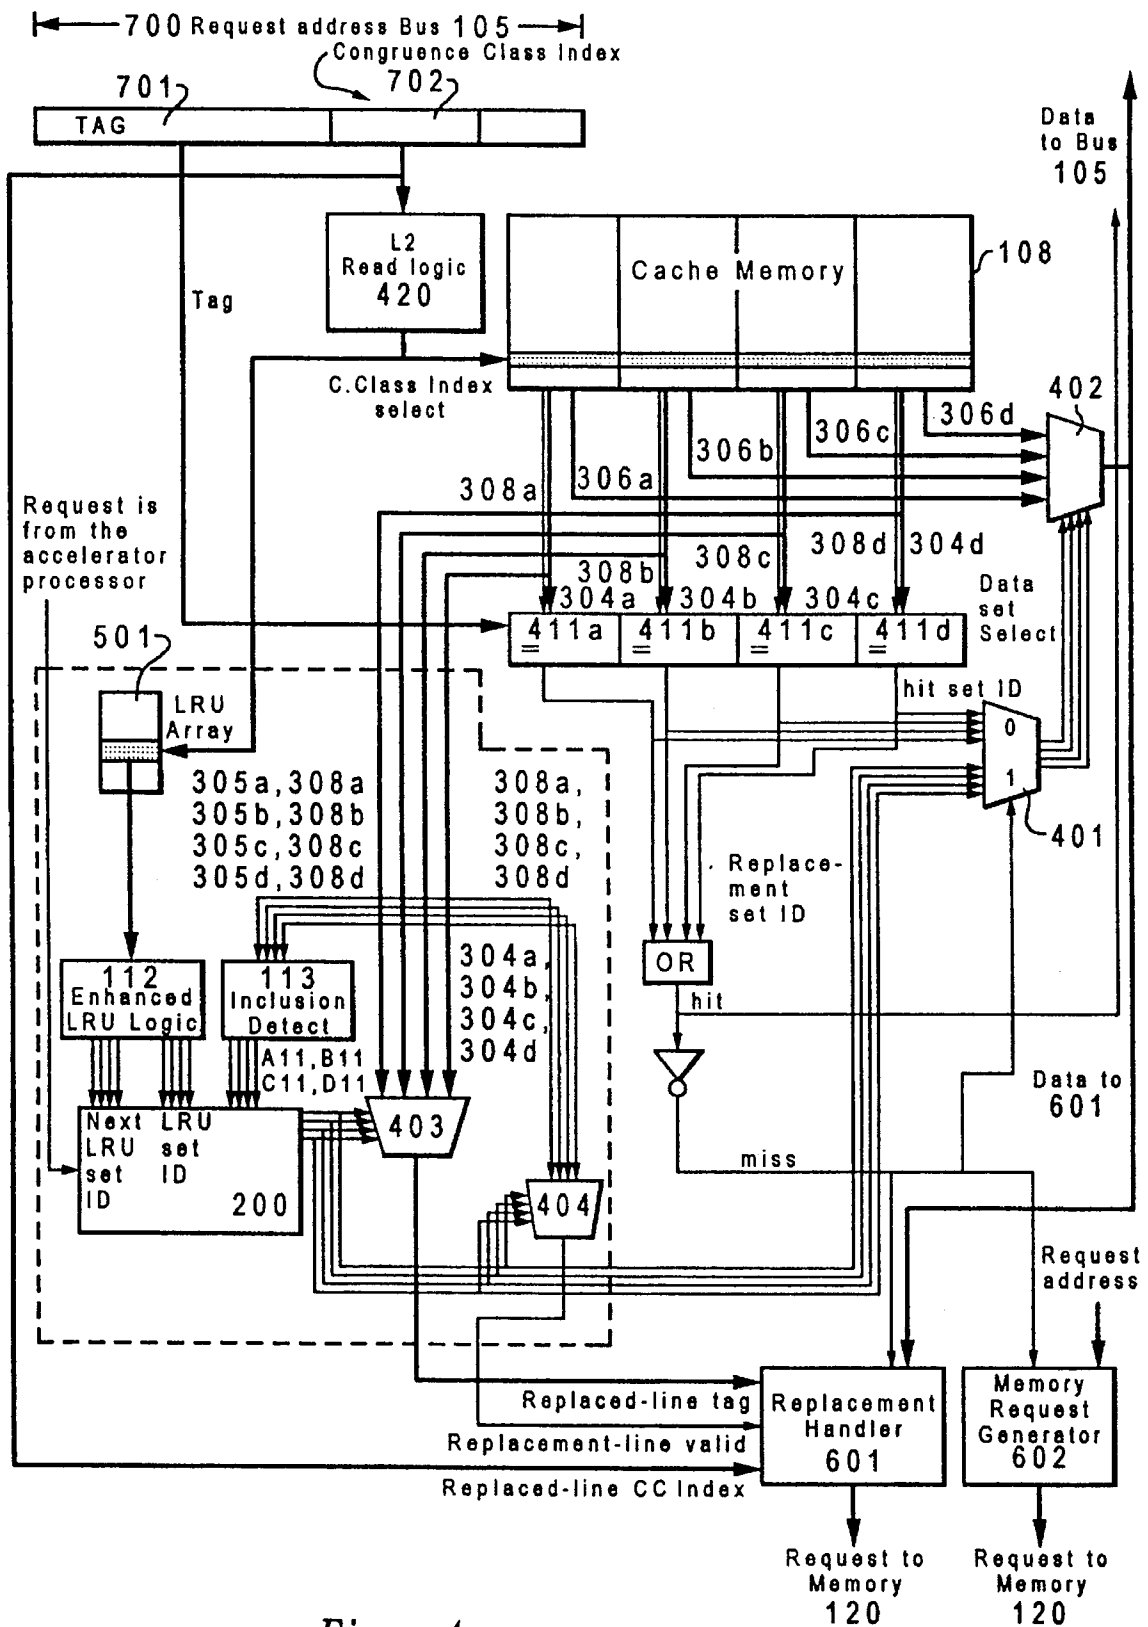 700 Request address Bus 105
Congruence Class Index
701
702
TAG
Data
to Bus
105
L2
Read logic
420
Cache Memory
108
Tag
C.Class Index
select
402
306d
306c
306b
306a
308a
Request is
from the
accelerator
processor
308b
308c
308d
304d
304a
304b
304c
Data
set
Select
411a
=
411b
=
411c
=
411d
=
501
LRU
Array
hit set ID
0
1
401
305a,308a
305b,308b
305c,308c
305d,308d
308a,
308b,
308c,
308d
Replace-
ment
set ID
OR
hit
112
Enhanced
LRU Logic
113
Inclusion
Detect
304a,
304b,
304c,
304d
A11,B11
C11,D11
Next
LRU
set
ID
LRU
set
ID
200
403
404
Data to
601
miss
Request
address
Replaced-line tag
Replacement-line valid
Replaced-line CC Index
Replacement
Handler
601
Memory
Request
Generator
602
Request to
Memory
120
Request to
Memory
120